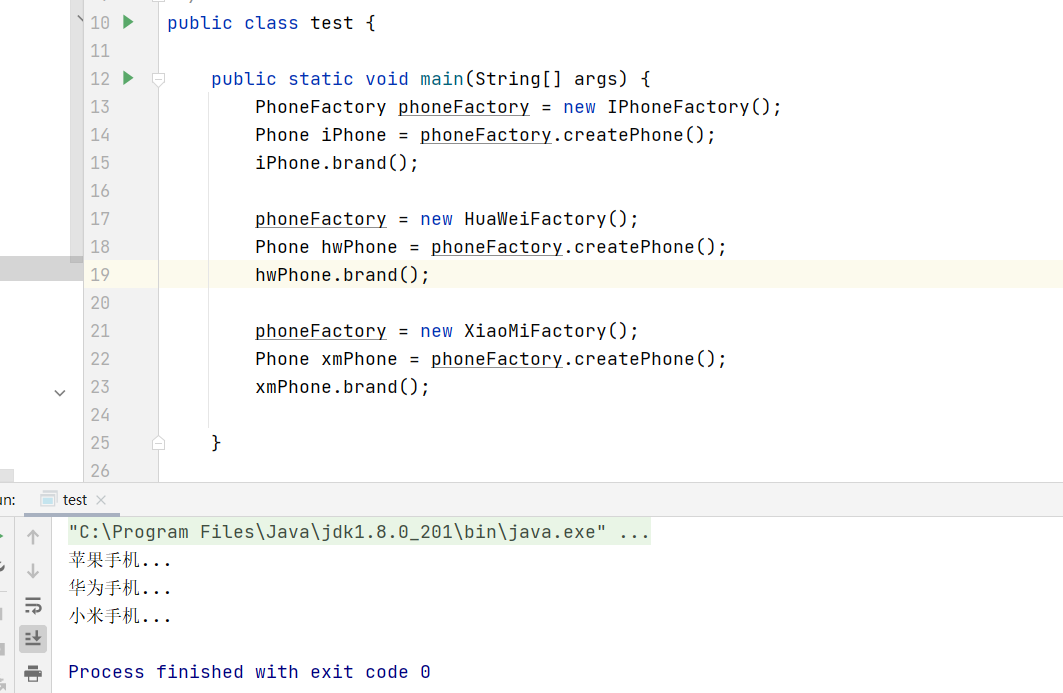 10 public class test {
11
12 public static void main(String[] args) {
13 PhoneFactory phoneFactory = new IPhoneFactory();
14 Phone iPhone = phoneFactory.createPhone();
15 iPhone.brand();
16
17 phoneFactory = new HuaWeiFactory();
18 Phone hwPhone = phoneFactory.createPhone();
19 hwPhone.brand();
20
21 phoneFactory = new XiaoMiFactory();
22 Phone xmPhone = phoneFactory.createPhone();
23 xmPhone.brand();
24
25 }
26
un: test
"C:\Program Files\Java\jdk1.8.0_201\bin\java.exe" ...
苹果手机...
华为手机...
小米手机...
Process finished with exit code 0